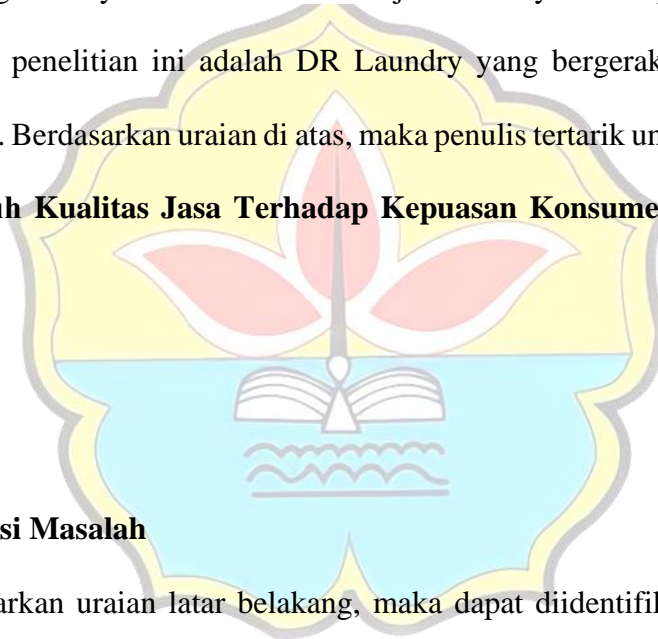 penelitian ini adalah DR Laundry yang bergerak
. Berdasarkan uraian di atas, maka penulis tertarik un
h Kualitas Jasa Terhadap Kepuasan Konsume
si Masalah
arkan uraian latar belakang, maka dapat diidentifik